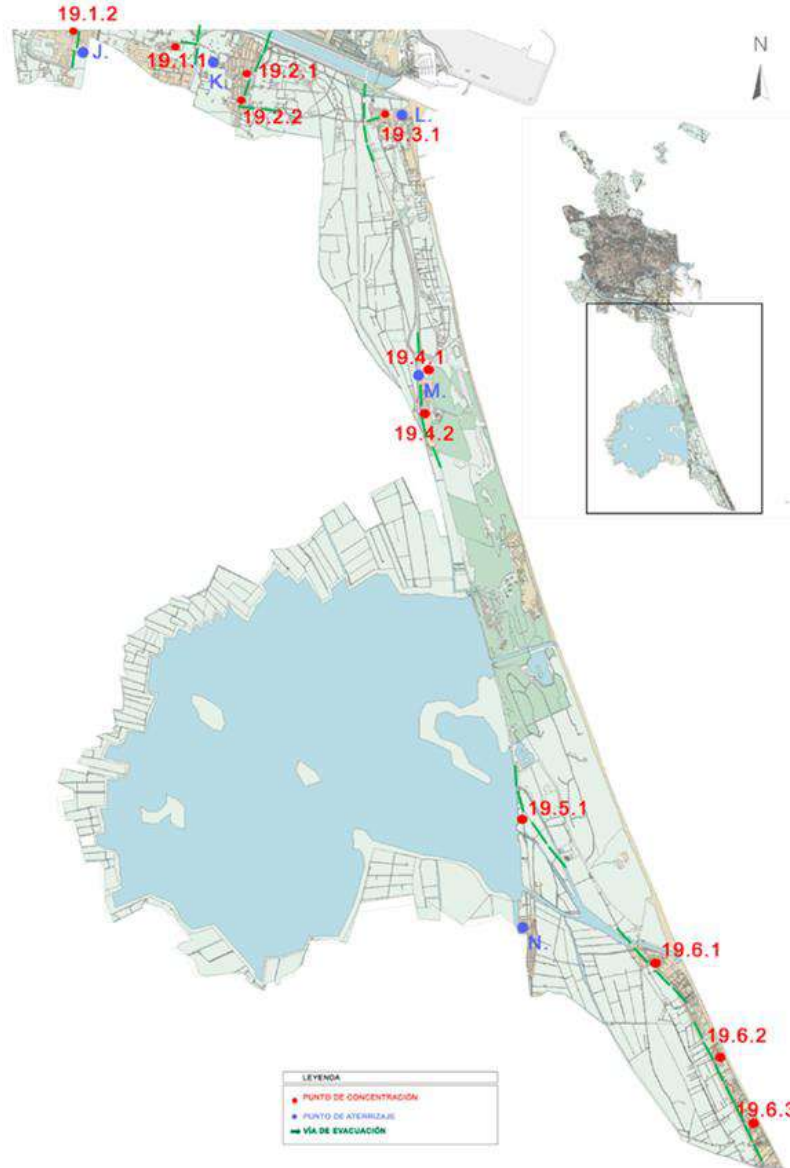 19.1.2
J.
19.1.1
K.
19.2.1
19.2.2
L.
19.3.1
N
19.4.1
M.
19.4.2
19.5.1
N.
19.6.1
19.6.2
19.6.3
LEYENDA
PUNTO DE CONCENTRACIÓN
PUNTO DE ATERRIZAJE
VÍA DE EVACUACIÓN